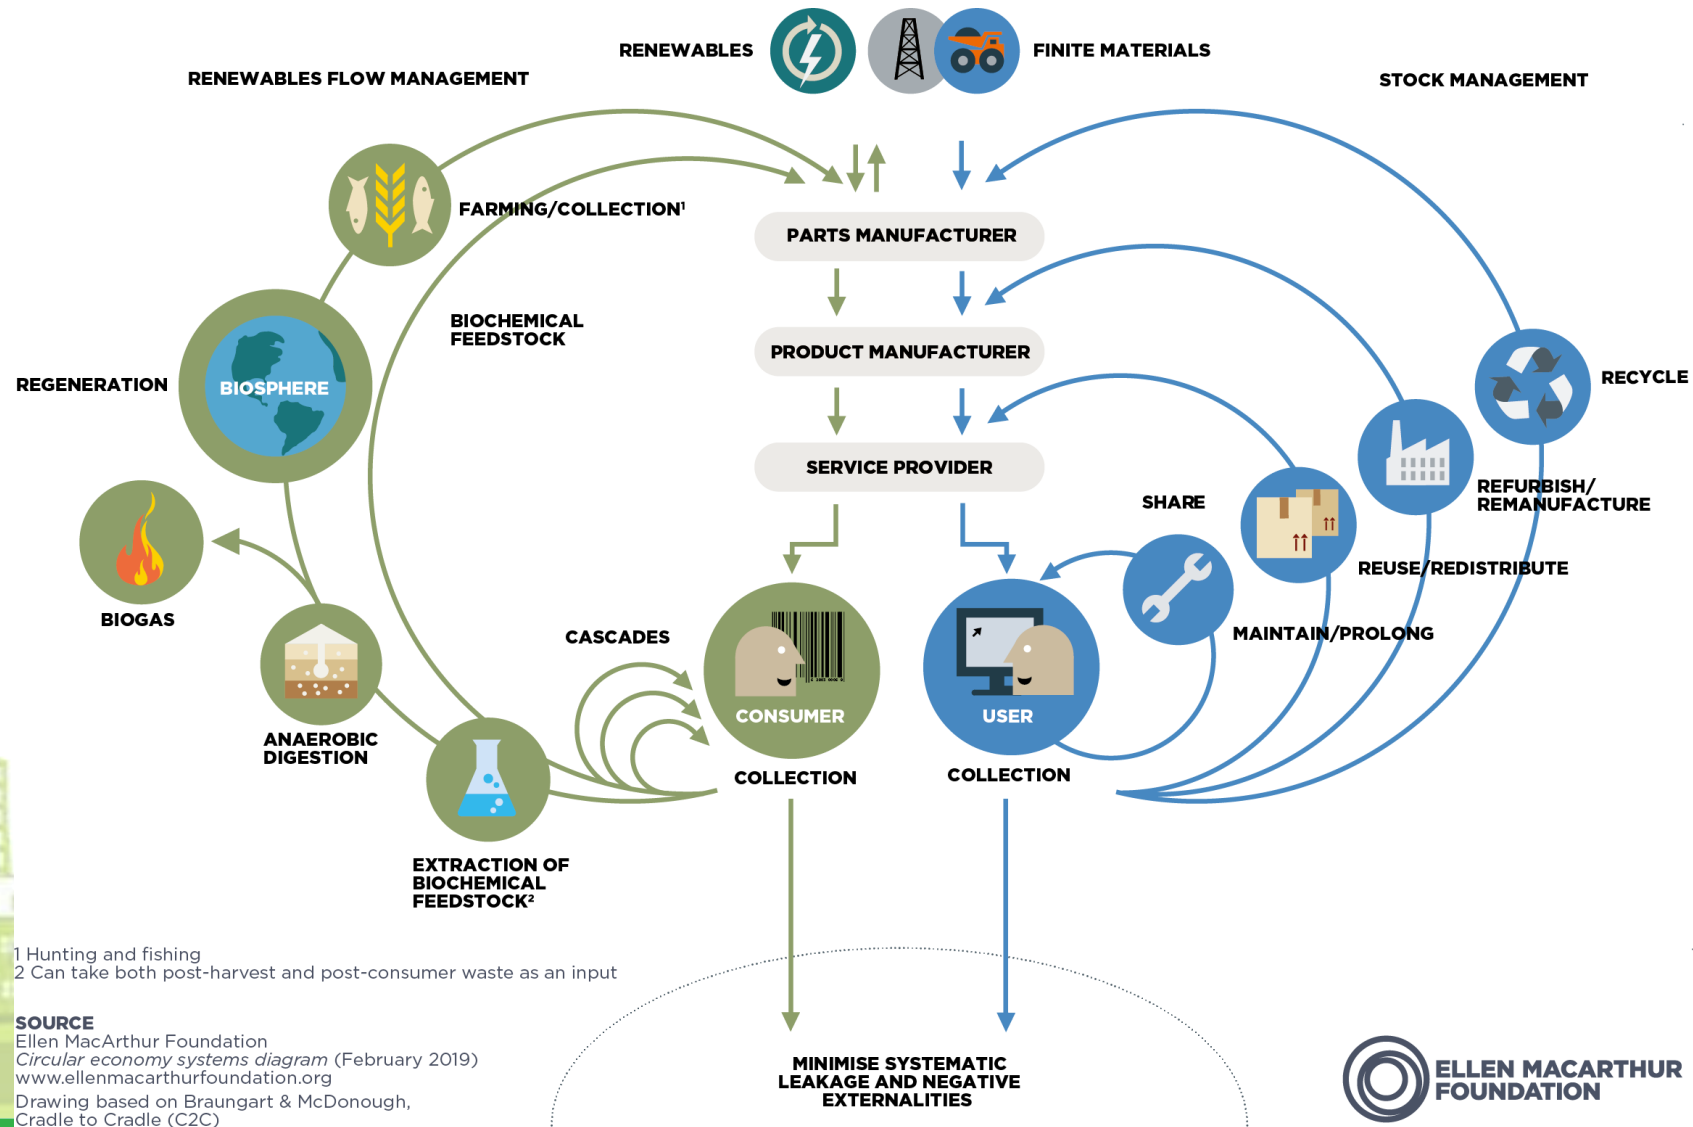 RENEWABLES
FINITE MATERIALS
RENEWABLES FLOW MANAGEMENT
STOCK MANAGEMENT
FARMING/COLLECTION¹
PARTS MANUFACTURER
BIOCHEMICAL
FEEDSTOCK
PRODUCT MANUFACTURER
REGENERATION
BIOSPHERE
RECYCLE
SERVICE PROVIDER
SHARE
REFURBISH/
REMANUFACTURE
REUSE/REDISTRIBUTE
BIOGAS
CASCADES
MAINTAIN/PROLONG
CONSUMER
USER
ANAEROBIC
DIGESTION
COLLECTION
COLLECTION
EXTRACTION OF
BIOCHEMICAL
FEEDSTOCK²
1 Hunting and fishing
2 Can take both post-harvest and post-consumer waste as an input
SOURCE
Ellen MacArthur Foundation
Circular economy systems diagram (February 2019)
www.ellenmacarthurfoundation.org
Drawing based on Braungart & McDonough,
Cradle to Cradle (C2C)
MINIMISE SYSTEMATIC
LEAKAGE AND NEGATIVE
EXTERNALITIES
ELLEN MACARTHUR
FOUNDATION